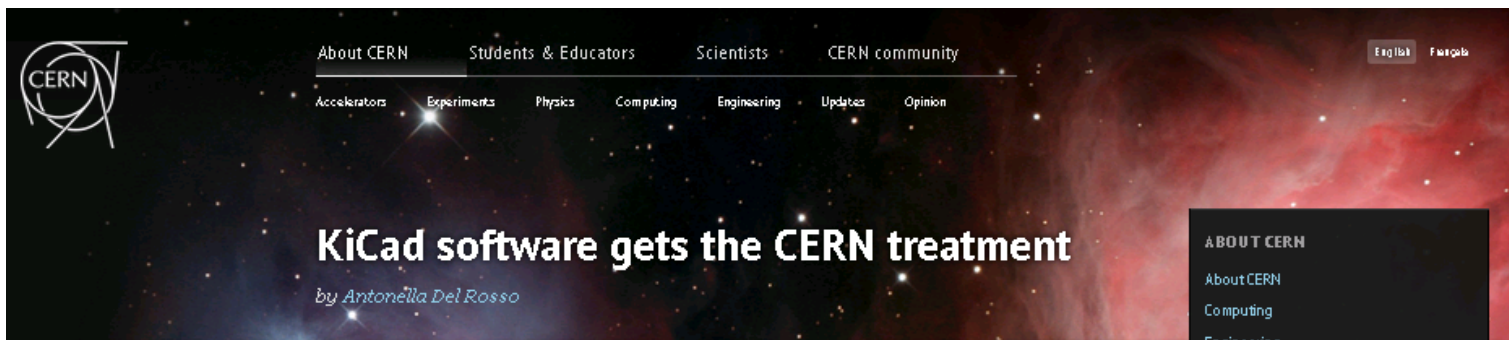 CERN
About CERN Students & Educators Scientists CERN community
English Français
Accelerators Experiments Physics Computing Engineering Updates Opinion
KiCad software gets the CERN treatment
by Antonella Del Rosso
ABOUT CERN
About CERN
Computing